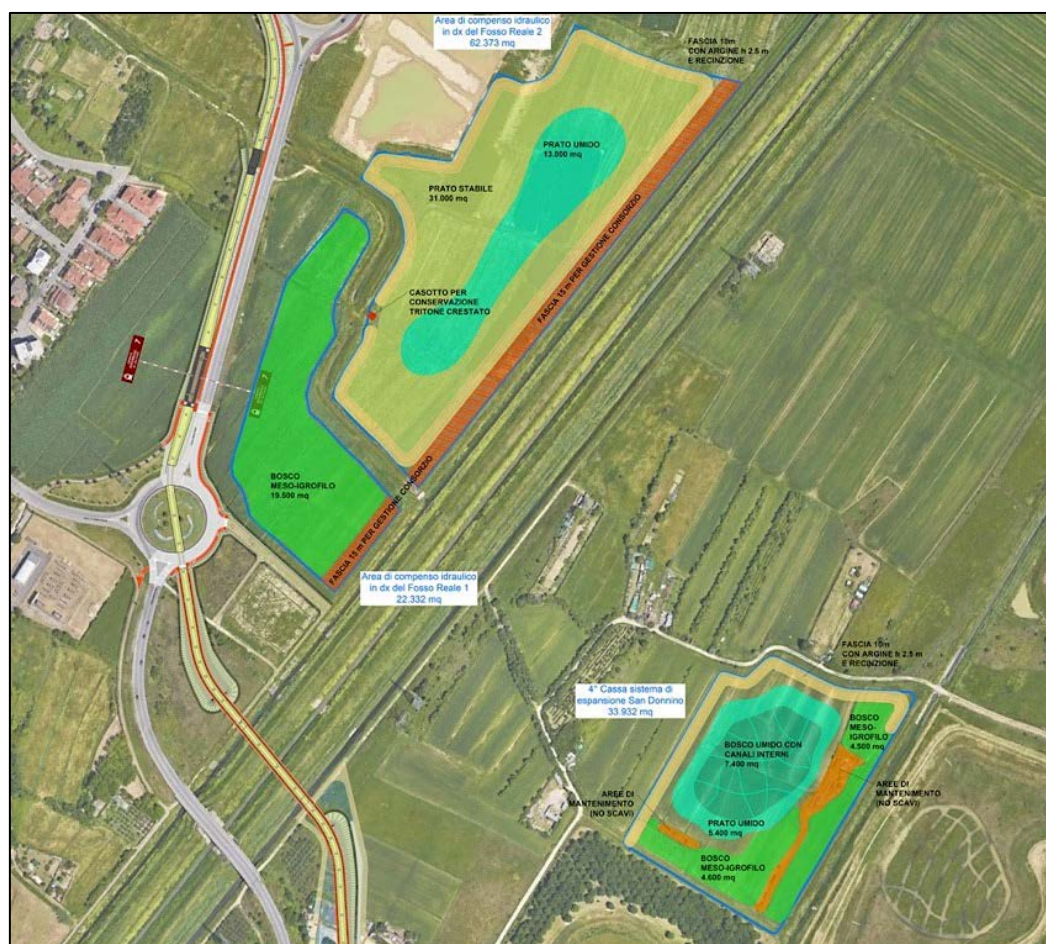 Area di compenso idraulico
in dx del Fosso Reale 2
62.373 mq
FASCIA 10m
CON ARGINE h 2.5 m
E RECINZIONE
PRATO UMIDO
13.000 mq
PRATO STABILE
31.000 mq
FASCIA 15 m PER GESTIONE CONSORZIO
CASOTTO PER
CONSERVAZIONE
TRITONE CRESTATO
7
7
BOSCO
MESO-IGROFILO
19.500 mq
FASCIA 15 m PER GESTIONE CONSORZIO
Area di compenso idraulico
in dx del Fosso Reale 1
22.332 mq
FASCIA 10m
CON ARGINE h 2.5 m
E RECINZIONE
4° Cassa sistema di
espansione San Donnino
33.932 mq
BOSCO
MESO-
IGROFILO
4.500 mq
BOSCO UMIDO CON
CANALI INTERNI
7.400 mq
AREE DI
MANTENIMENTO
(NO SCAVI)
AREE DI
MANTENIMENTO
(NO SCAVI)
PRATO UMIDO
5.400 mq
BOSCO
MESO-IGROFILO
4.600 mq